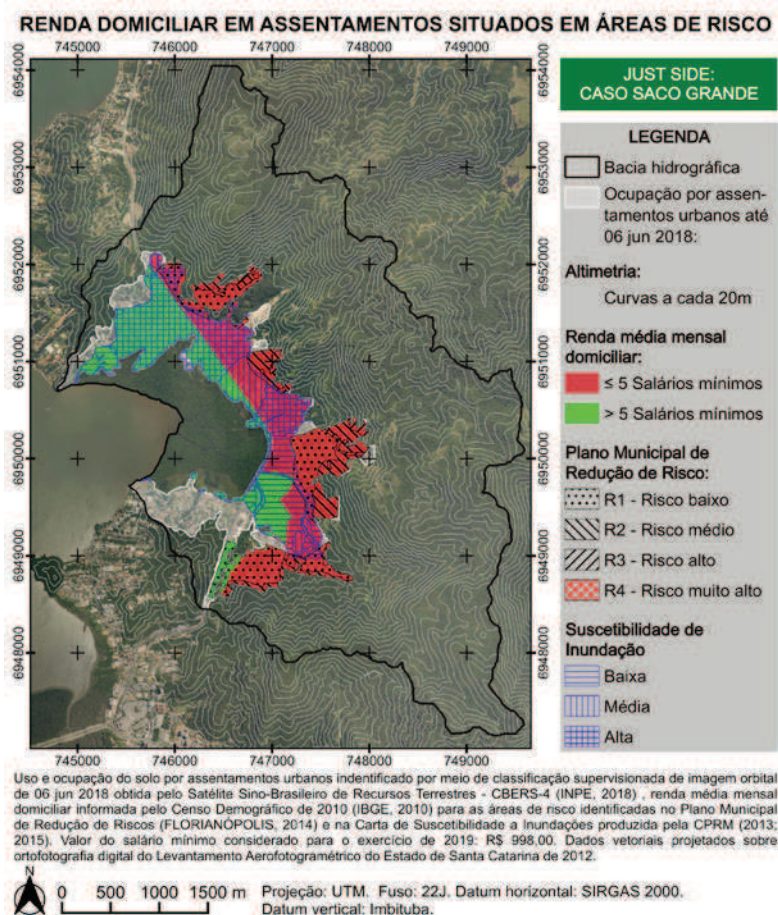 RENDA DOMICILIAR EM ASSENTAMENTOS SITUADOS EM ÁREAS DE RISCO
745000 746000 747000 748000 749000
6954000
6953000
6952000
6951000
6950000
6949000
6948000
6954000
6953000
6952000
6951000
6950000
6949000
6948000
745000 746000 747000 748000 749000
JUST SIDE:
CASO SACO GRANDE
LEGENDA
Bacia hidrográfica
Ocupação por assen-
tamentos urbanos até
06 jun 2018:
Altimetria:
Curvas a cada 20m
Renda média mensal
domiciliar:
≤ 5 Salários mínimos
> 5 Salários mínimos
Plano Municipal de
Redução de Risco:
R1 - Risco baixo
R2 - Risco médio
R3 - Risco alto
R4 - Risco muito alto
Suscetibilidade de
Inundação
Baixa
Média
Alta
Uso e ocupação do solo por assentamentos urbanos indentificado por meio de classificação supervisionada de imagem orbital
de 06 jun 2018 obtida pelo Satélite Sino-Brasileiro de Recursos Terrestres - CBERS-4 (INPE, 2018) , renda média mensal
domiciliar informada pelo Censo Demográfico de 2010 (IBGE, 2010) para as áreas de risco identificadas no Plano Municipal
de Redução de Riscos (FLORIANÓPOLIS, 2014) e na Carta de Suscetibilidade a Inundações produzida pela CPRM (2013;
2015). Valor do salário mínimo considerado para o exercício de 2019: R$ 998,00. Dados vetoriais projetados sobre
ortofotografia digital do Levantamento Aerofotogramétrico do Estado de Santa Catarina de 2012.
N
0 500 1000 1500 m
Projeção: UTM. Fuso: 22J. Datum horizontal: SIRGAS 2000.
Datum vertical: Imbituba.